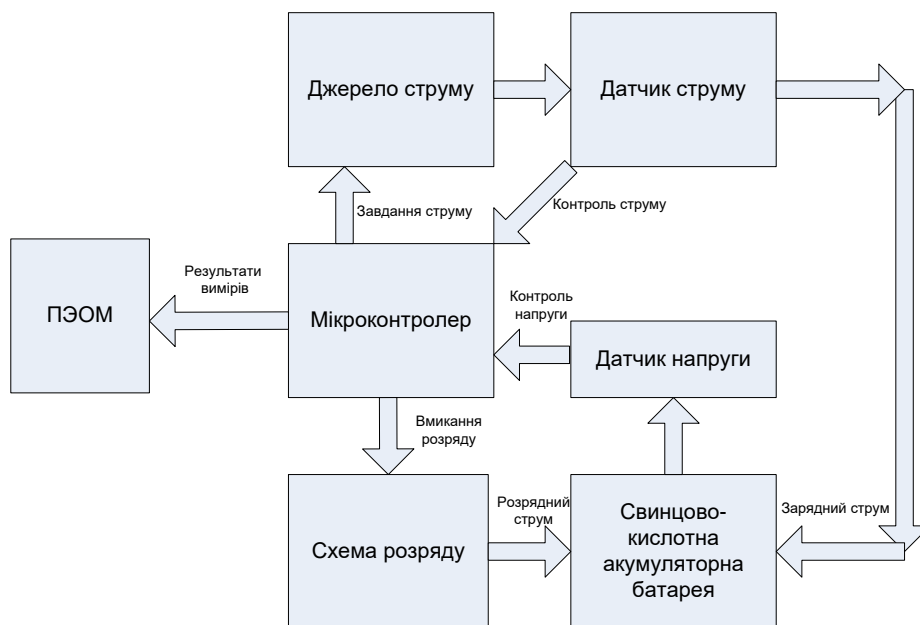 Джерело струму
Датчик струму
Завдання струму
Контроль струму
ПЭОМ
Результати
вимірів
Мікроконтролер
Контроль
напруги
Датчик напруги
Вмикання
розряду
Схема розряду
Розрядний
струм
Свинцово-
кислотна
акумуляторна
батарея
Зарядний струм